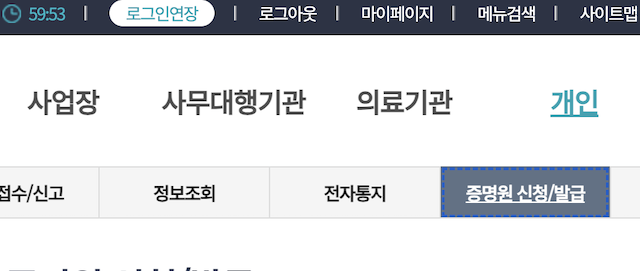 59:53 | 로그인연장 | 로그아웃 | 마이페이지 | 메뉴검색 | 사이트맵
사업장 사무대행기관 의료기관 개인
접수/신고 정보조회 전자통지 증명원 신청/발급